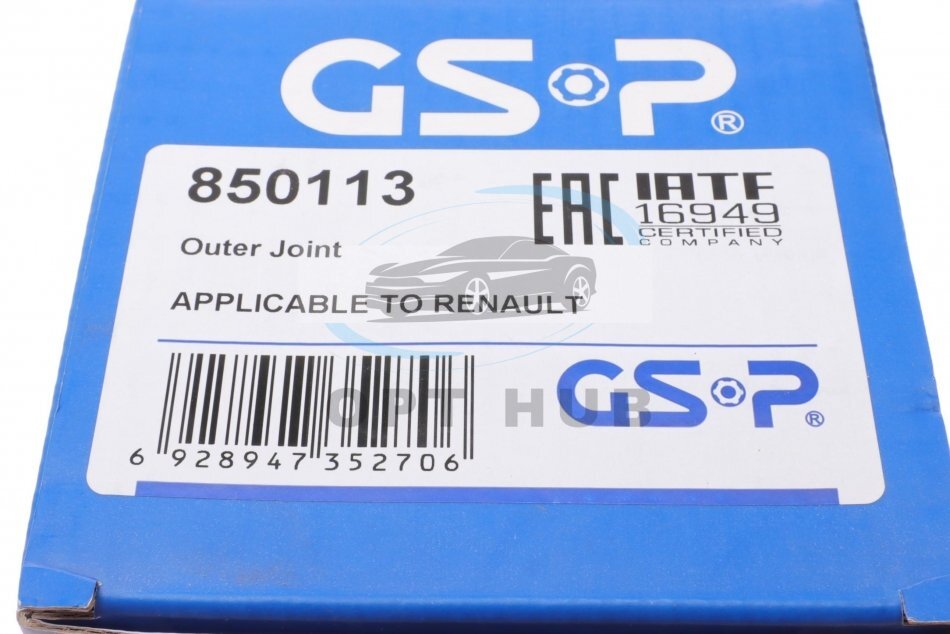 GSP®
850113
EAC
IATF
16949
CERTIFIED
COMPANY
Outer Joint
APPLICABLE TO RENAULT
OPT HUB
GSP®
6 928947 352706